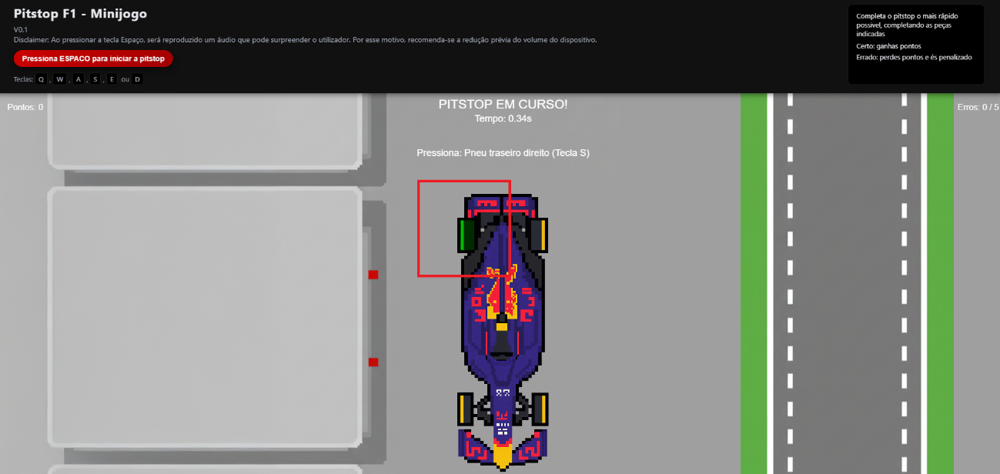 Pitstop F1 - Minijogo
V0.1
Disclaimer: Ao pressionar a tecla Espaço, será reproduzido um áudio que pode surpreender o utilizador. Por esse motivo, recomenda-se a redução prévia do volume do dispositivo.
Pressiona ESPACO para iniciar a pitstop
Teclas: Q , W , A , S , E ou D
Completa o pitstop o mais rápido
possivel, completando as peças
indicadas
Certo: ganhas pontos
Errado: perdes pontos e és penalizado
Pontos: 0
PITSTOP EM CURSO!
Tempo: 0.34s
Erros: 0 / 5
Pressiona: Pneu traseiro direito (Tecla S)